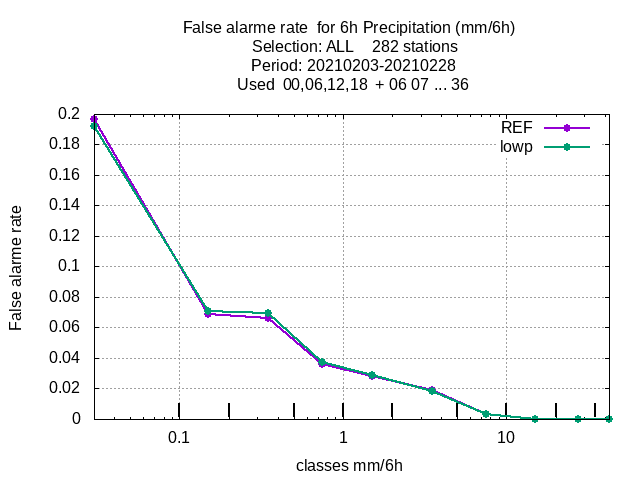 False alarme rate  for 6h Precipitation (mm/6h)
Selection: ALL    282 stations
Period: 20210203-20210228
Used  00,06,12,18  + 06 07 ... 36
REF
lowp
0.2
0.18
0.16
0.14
0.12
0.1
0.08
0.06
0.04
0.02
0
False alarme rate
0.1 1 10
classes mm/6h